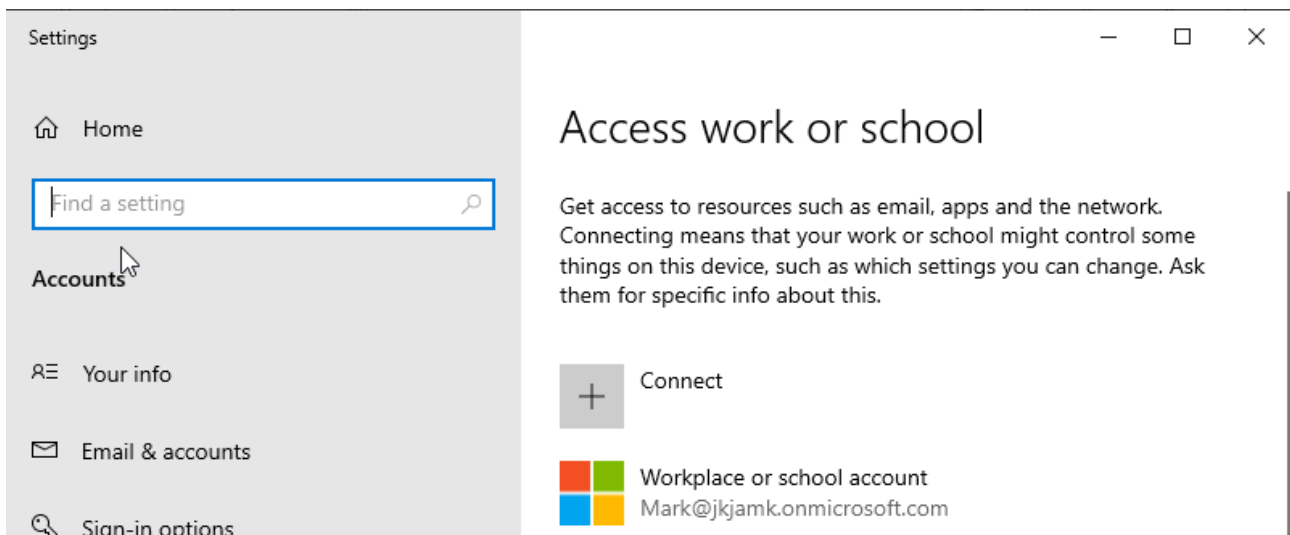 Settings
Home
Find a setting
Accounts
Your info
Email & accounts
Sign-in options
Access work or school
Get access to resources such as email, apps and the network.
Connecting means that your work or school might control some
things on this device, such as which settings you can change. Ask
them for specific info about this.
Connect
Workplace or school account
Mark@jkjamk.onmicrosoft.com